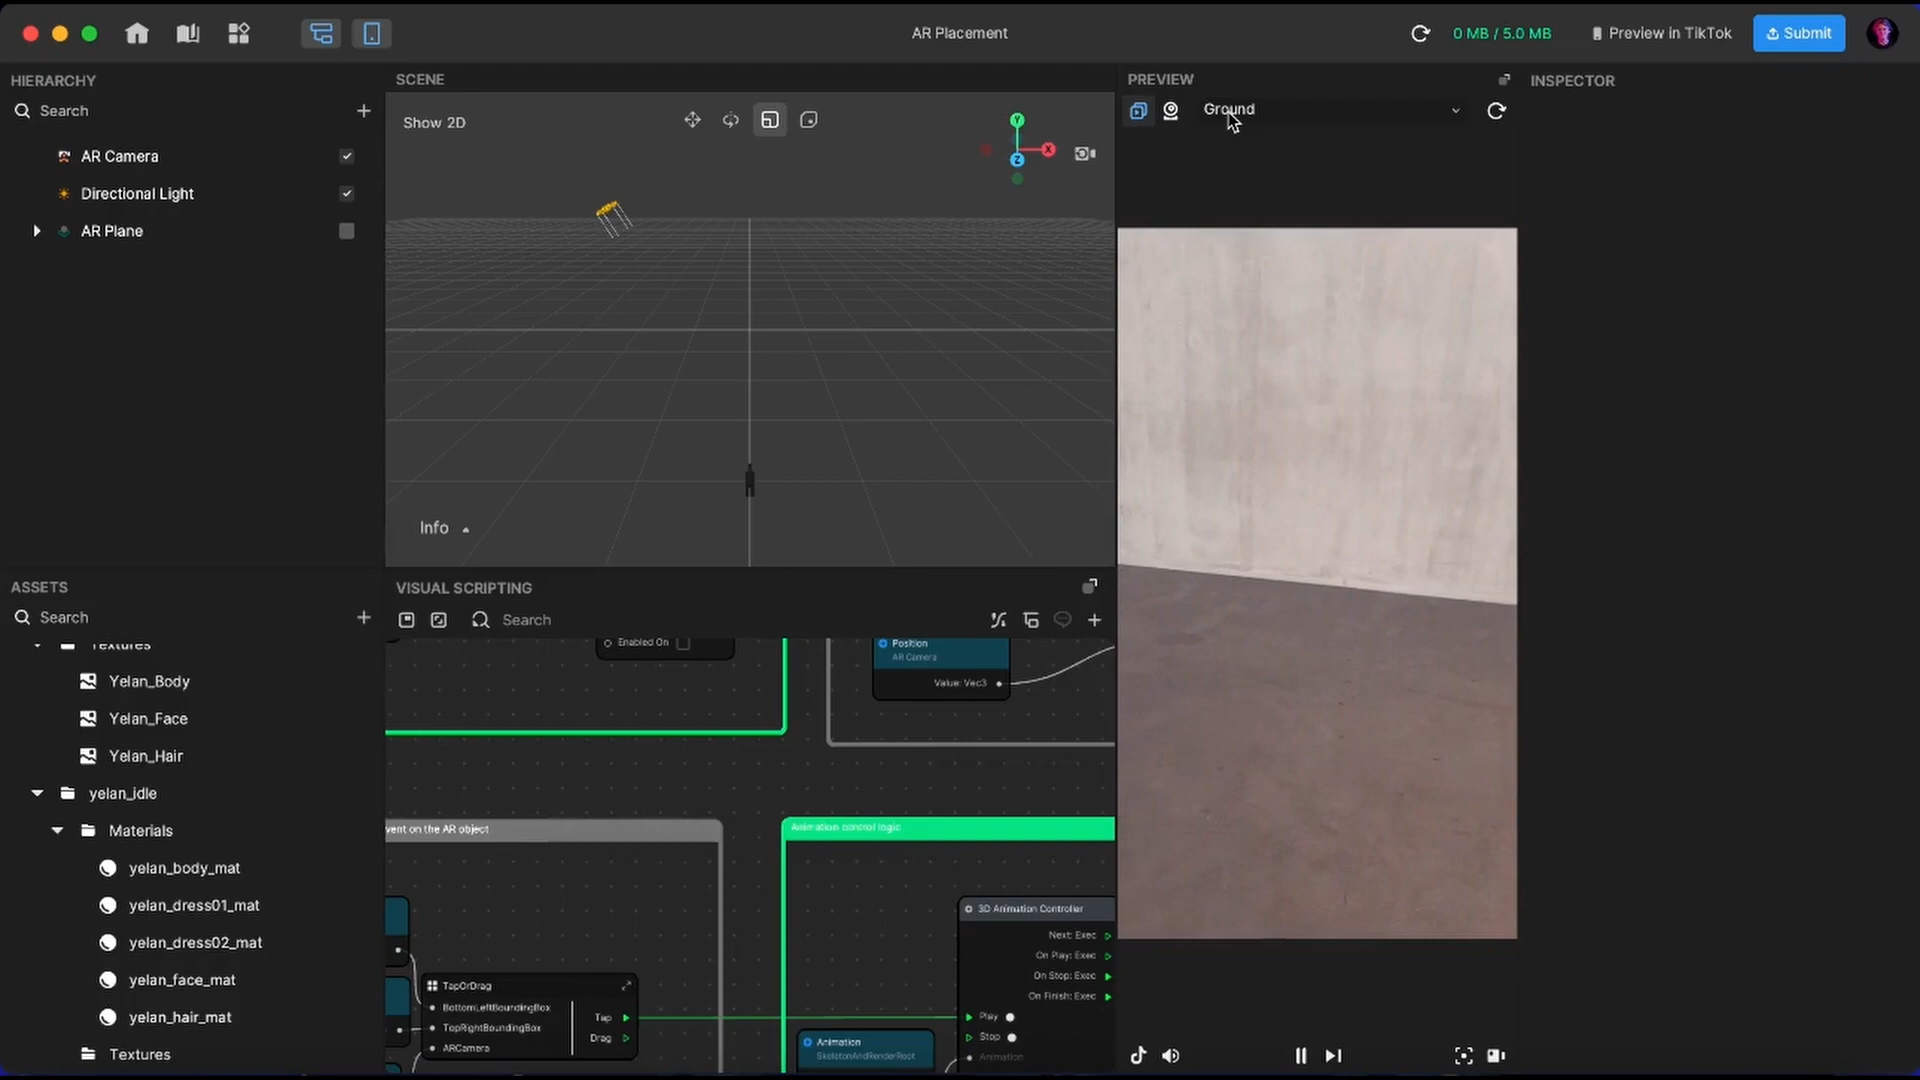 AR Placement
0 MB / 5.0 MB
Preview in TikTok
Submit
HIERARCHY
Search
AR Camera
Directional Light
AR Plane
SCENE
Show 2D
Y
X
Z
Info
PREVIEW
Ground
INSPECTOR
ASSETS
Search
Textures
Yelan_Body
Yelan_Face
Yelan_Hair
yelan_idle
Materials
yelan_body_mat
yelan_dress01_mat
yelan_dress02_mat
yelan_face_mat
yelan_hair_mat
Textures
VISUAL SCRIPTING
Search
Enabled On
Position
AR Camera
Value: Vec3
vent on the AR object
Animation control logic
TapOrDrag
BottomLeftBoundingBox
TopRightBoundingBox
ARCamera
Tap
Drag
3D Animation Controller
Next: Exec
On Play: Exec
On Stop: Exec
On Finish: Exec
Play
Stop
Animation
Animation
SkeletonAndRenderRoot